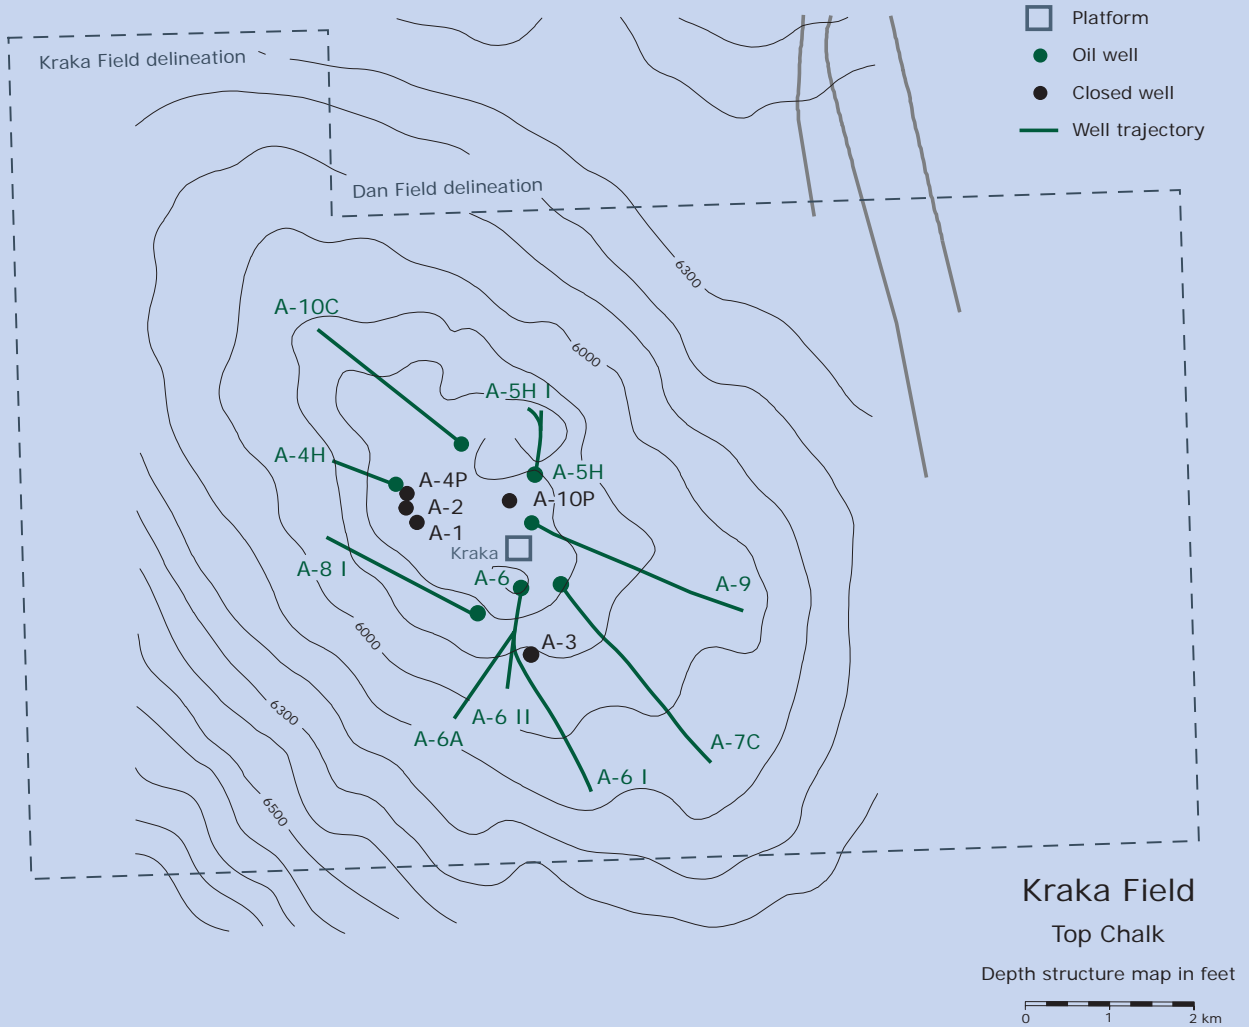 Platform
Oil well
Closed well
Well trajectory
Kraka Field delineation
Dan Field delineation
6300
A-10C
6000
A-5H I
A-4H
A-4P
A-5H
A-2
A-10P
A-1
Kraka
A-8 I
A-6
A-9
6000
A-3
6300
A-6 II
A-6A
A-7C
A-6 I
6500
Kraka Field
Top Chalk
Depth structure map in feet
0 1 2 km